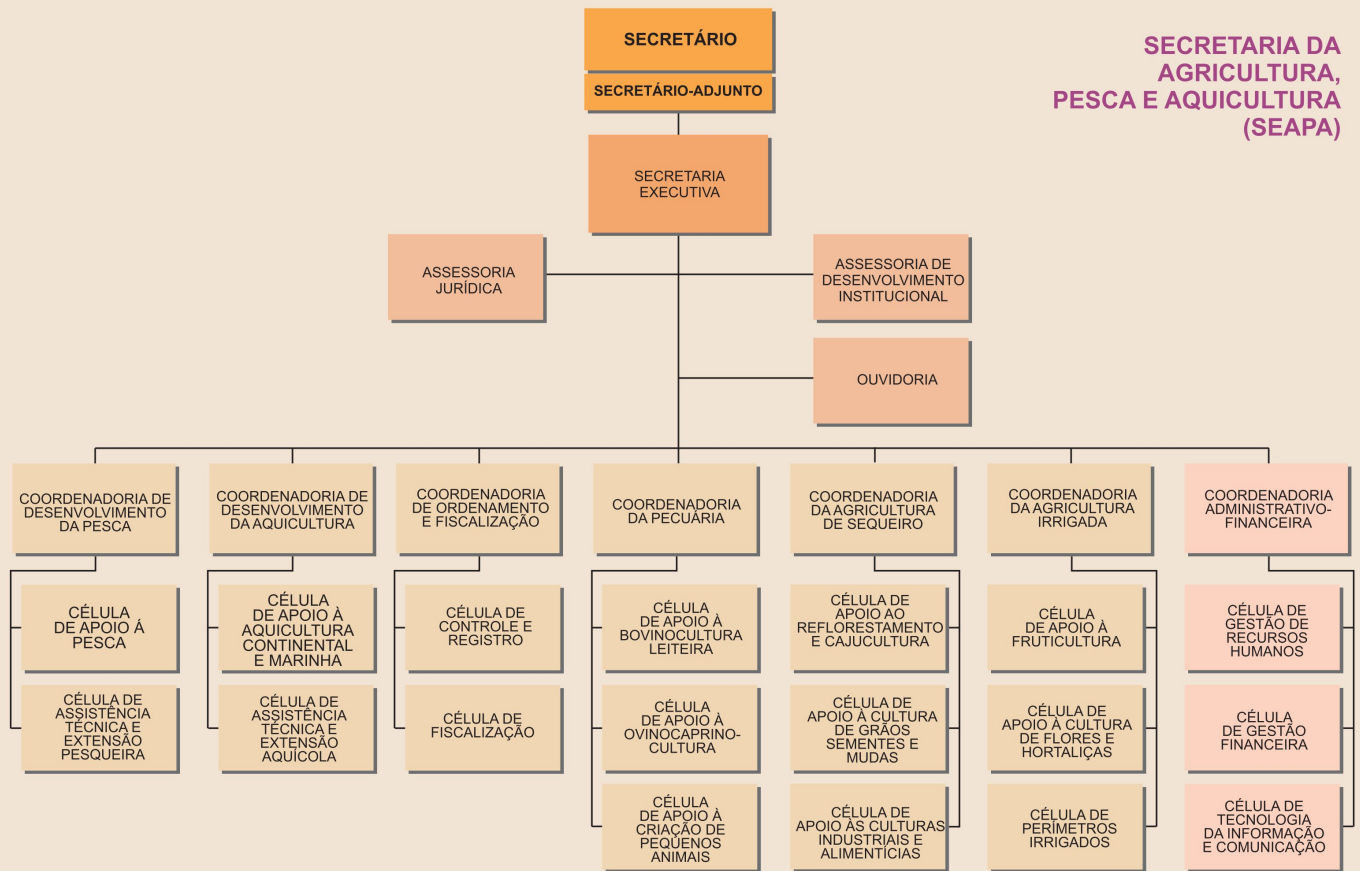 SECRETÁRIO
SECRETÁRIO-ADJUNTO
SECRETARIA DA
AGRICULTURA,
PESCA E AQUICULTURA
(SEAPA)
SECRETARIA
EXECUTIVA
ASSESSORIA
JURÍDICA
ASSESSORIA DE
DESENVOLVIMENTO
INSTITUCIONAL
OUVIDORIA
COORDENADORIA DE
DESENVOLVIMENTO
DA PESCA
COORDENADORIA DE
DESENVOLVIMENTO
DA AQUICULTURA
COORDENADORIA
DE ORDENAMENTO
E FISCALIZAÇÃO
COORDENADORIA
DA PECUÁRIA
COORDENADORIA
DA AGRICULTURA
DE SEQUEIRO
COORDENADORIA
DA AGRICULTURA
IRRIGADA
COORDENADORIA
ADMINISTRATIVO-
FINANCEIRA
CÉLULA
DE APOIO Á
PESCA
CÉLULA
DE APOIO À
AQUICULTURA
CONTINENTAL
E MARINHA
CÉLULA DE
CONTROLE E
REGISTRO
CÉLULA
DE APOIO À
BOVINOCULTURA
LEITEIRA
CÉLULA DE
APOIO AO
REFLORESTAMENTO
E CAJUCULTURA
CÉLULA
DE APOIO À
FRUTICULTURA
CÉLULA DE
GESTÃO DE
RECURSOS
HUMANOS
CÉLULA DE
ASSISTÊNCIA
TÉCNICA E
EXTENSÃO
PESQUEIRA
CÉLULA DE
ASSISTÊNCIA
TÉCNICA E
EXTENSÃO
AQUÍCOLA
CÉLULA DE
FISCALIZAÇÃO
CÉLULA
DE APOIO À
OVINOCAPRINO-
CULTURA
CÉLULA DE
APOIO À CULTURA
DE GRÃOS
SEMENTES E
MUDAS
CÉLULA DE
APOIO À CULTURA
DE FLORES E
HORTALIÇAS
CÉLULA
DE GESTÃO
FINANCEIRA
CÉLULA
DE APOIO À
CRIAÇÃO DE
PEQUENOS
ANIMAIS
CÉLULA DE
APOIO ÀS CULTURAS
INDUSTRIAIS E
ALIMENTÍCIAS
CÉLULA DE
PERÍMETROS
IRRIGADOS
CÉLULA DE
TECNOLOGIA
DA INFORMAÇÃO
E COMUNICAÇÃO